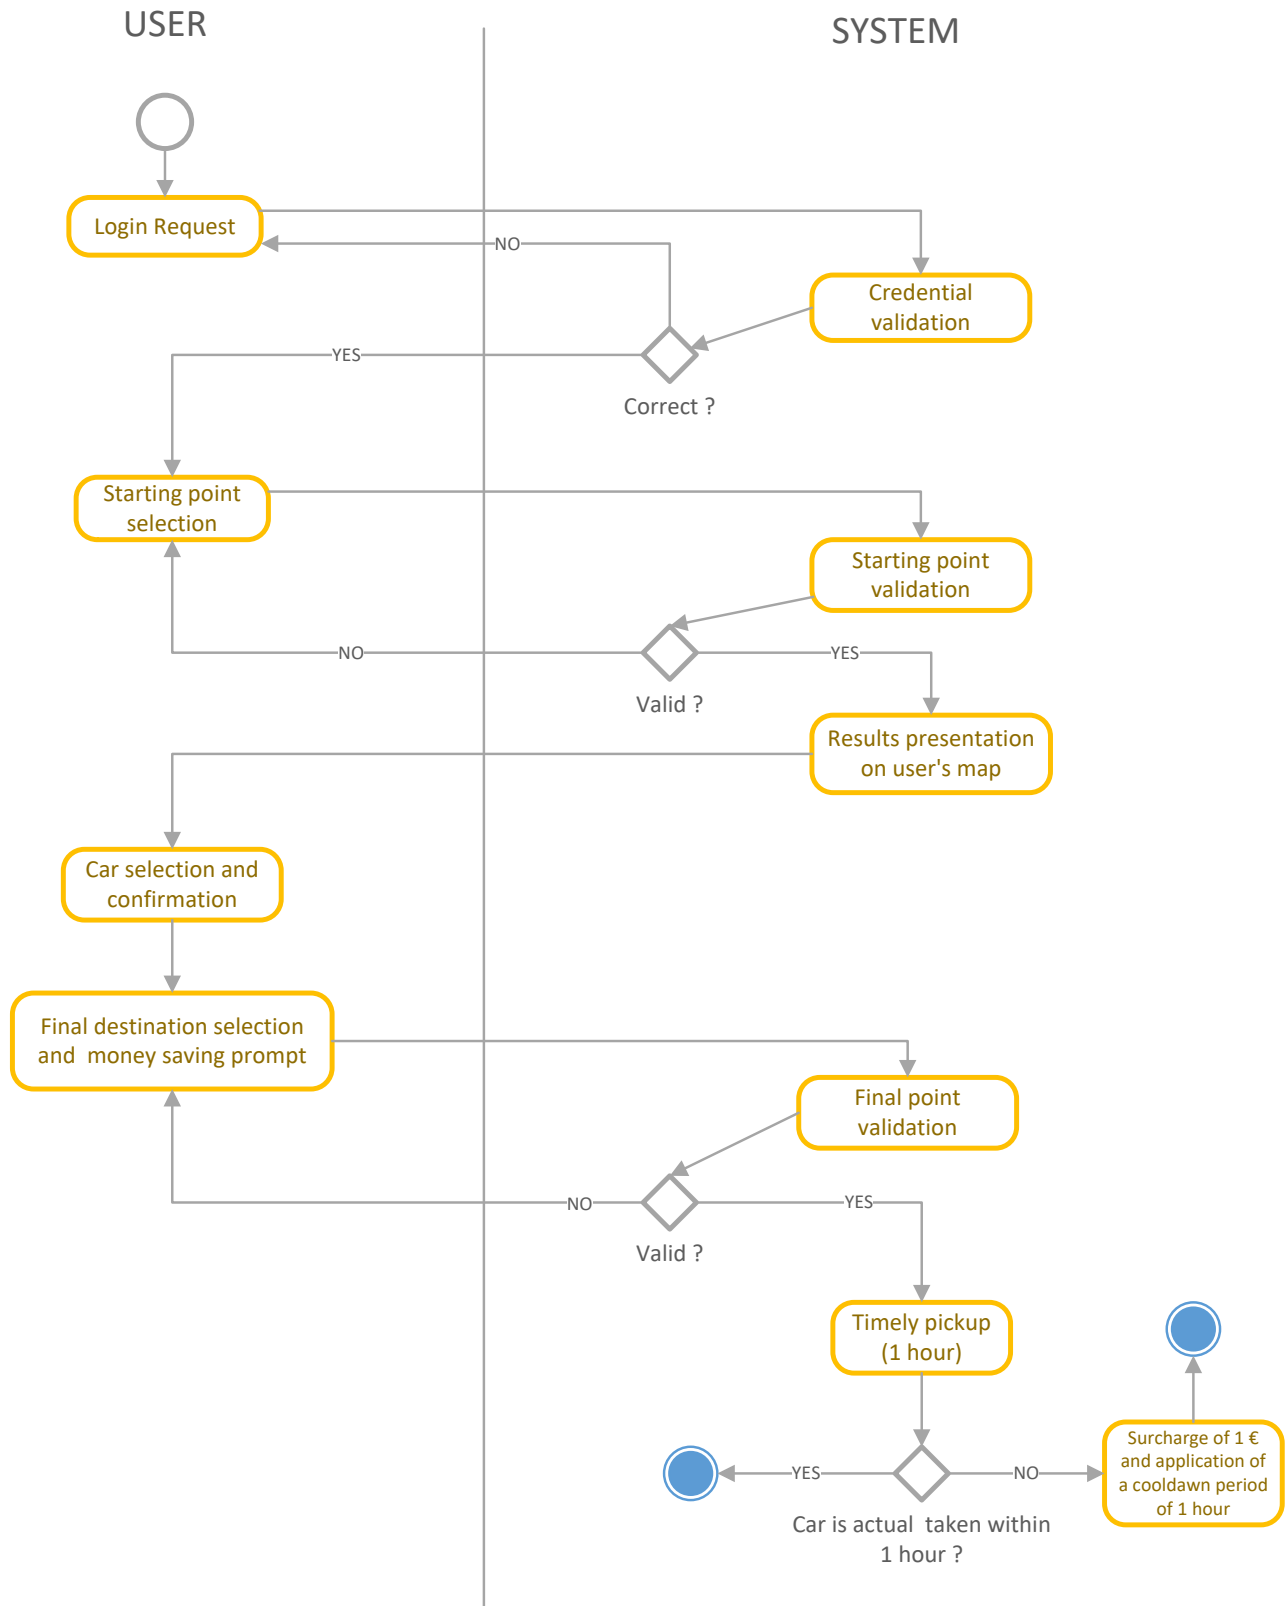 USER
SYSTEM
Login Request
NO
Credential
validation
YES
Correct ?
Starting point
selection
Starting point
validation
NO
YES
Valid ?
Results presentation
on user's map
Car selection and
confirmation
Final destination selection
and  money saving prompt
Final point
validation
NO
YES
Valid ?
Timely pickup
(1 hour)
Surcharge of 1 €
and application of
a cooldawn period
of 1 hour
YES
NO
Car is actual  taken within
1 hour ?